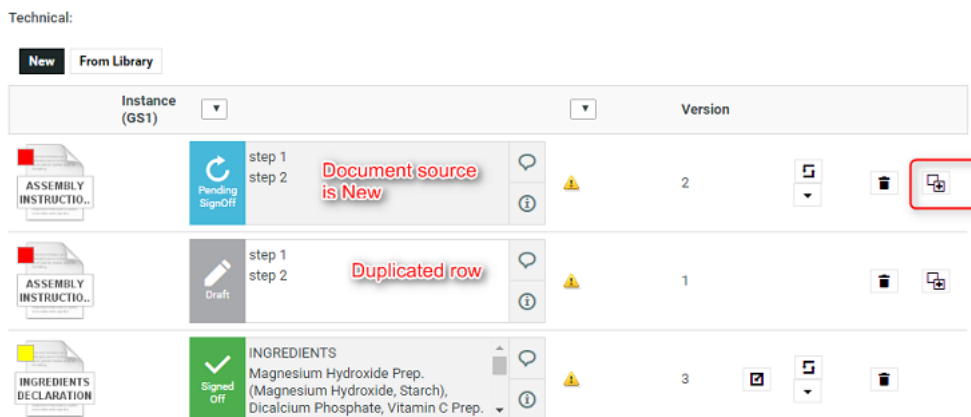 Technical:
New From Library
Instance
(GS1)
Version
ASSEMBLY
INSTRUCTIO..
Pending
SignOff
step 1
step 2
Document source
is New
2
ASSEMBLY
INSTRUCTIO..
Draft
step 1
step 2
Duplicated row
1
INGREDIENTS
DECLARATION
Signed
Off
INGREDIENTS
Magnesium Hydroxide Prep.
(Magnesium Hydroxide, Starch),
Dicalcium Phosphate, Vitamin C Prep.
3